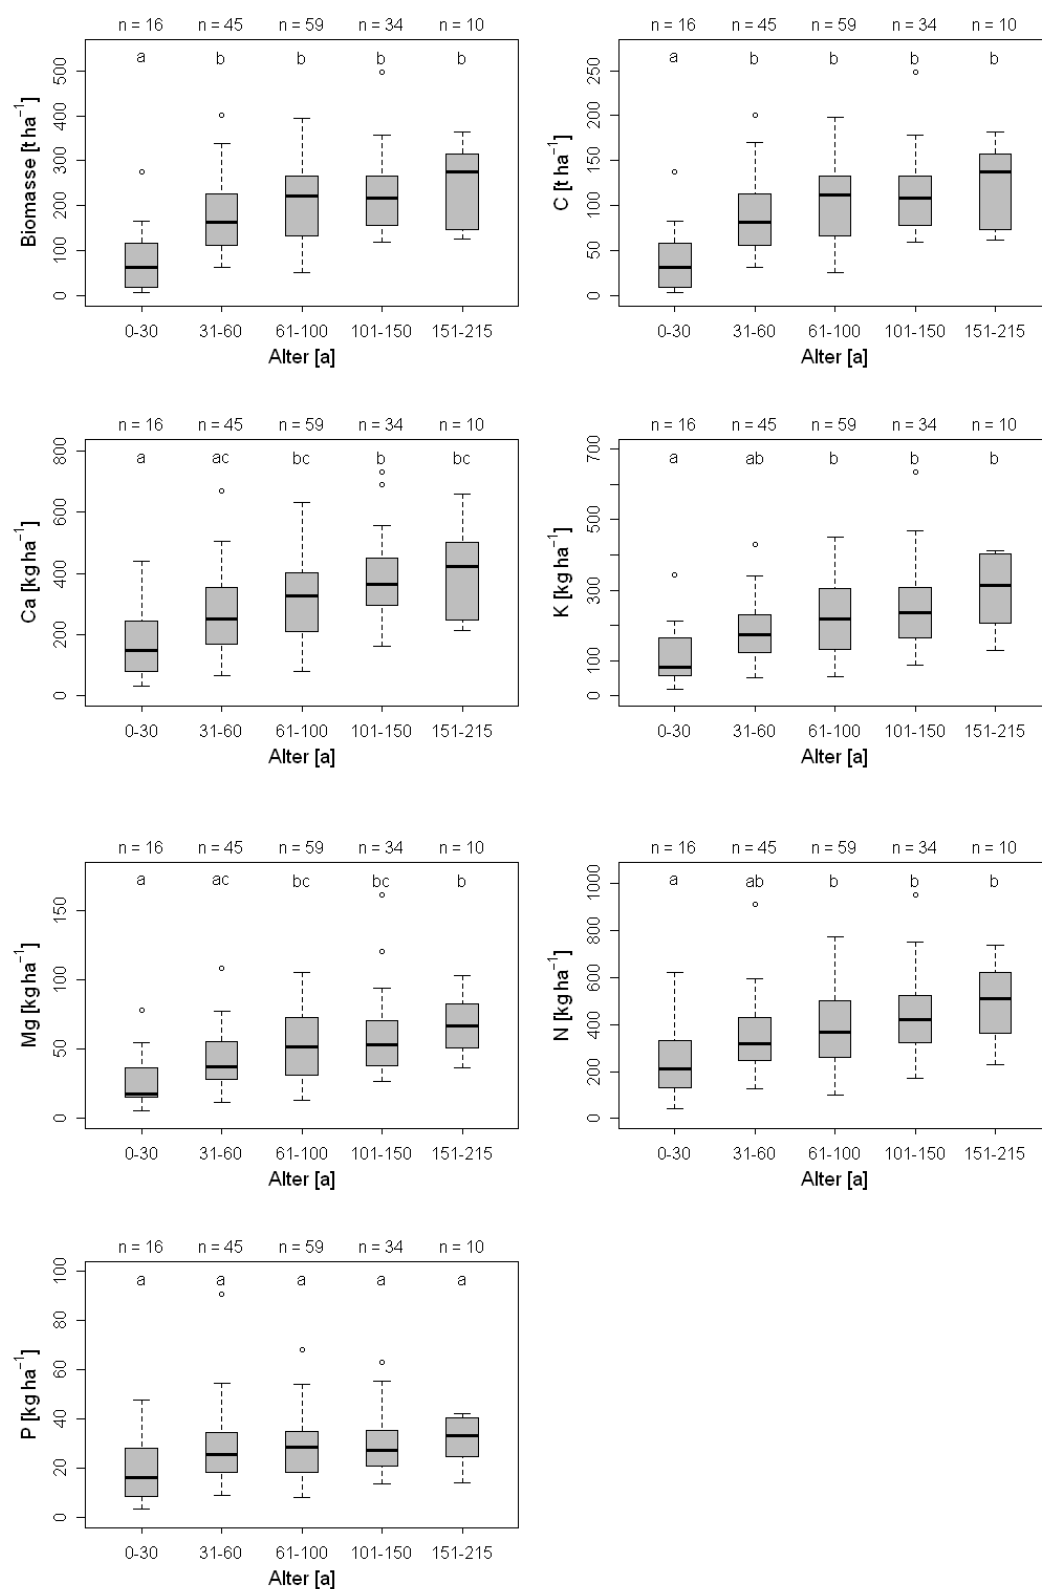 n = 16 n = 45 n = 59 n = 34 n = 10
a b b b b
Biomasse [t ha⁻¹]
500
400
300
200
100
0
0-30 31-60 61-100 101-150 151-215
Alter [a]
n = 16 n = 45 n = 59 n = 34 n = 10
a b b b b
C [t ha⁻¹]
250
200
150
100
50
0
0-30 31-60 61-100 101-150 151-215
Alter [a]
n = 16 n = 45 n = 59 n = 34 n = 10
a ac bc b bc
Ca [kg ha⁻¹]
800
600
400
200
0
0-30 31-60 61-100 101-150 151-215
Alter [a]
n = 16 n = 45 n = 59 n = 34 n = 10
a ab b b b
K [kg ha⁻¹]
700
500
300
100
0
0-30 31-60 61-100 101-150 151-215
Alter [a]
n = 16 n = 45 n = 59 n = 34 n = 10
a ac bc bc b
Mg [kg ha⁻¹]
150
100
50
0
0-30 31-60 61-100 101-150 151-215
Alter [a]
n = 16 n = 45 n = 59 n = 34 n = 10
a ab b b b
N [kg ha⁻¹]
1000
800
600
400
200
0
0-30 31-60 61-100 101-150 151-215
Alter [a]
n = 16 n = 45 n = 59 n = 34 n = 10
a a a a a
P [kg ha⁻¹]
100
80
60
40
20
0
0-30 31-60 61-100 101-150 151-215
Alter [a]